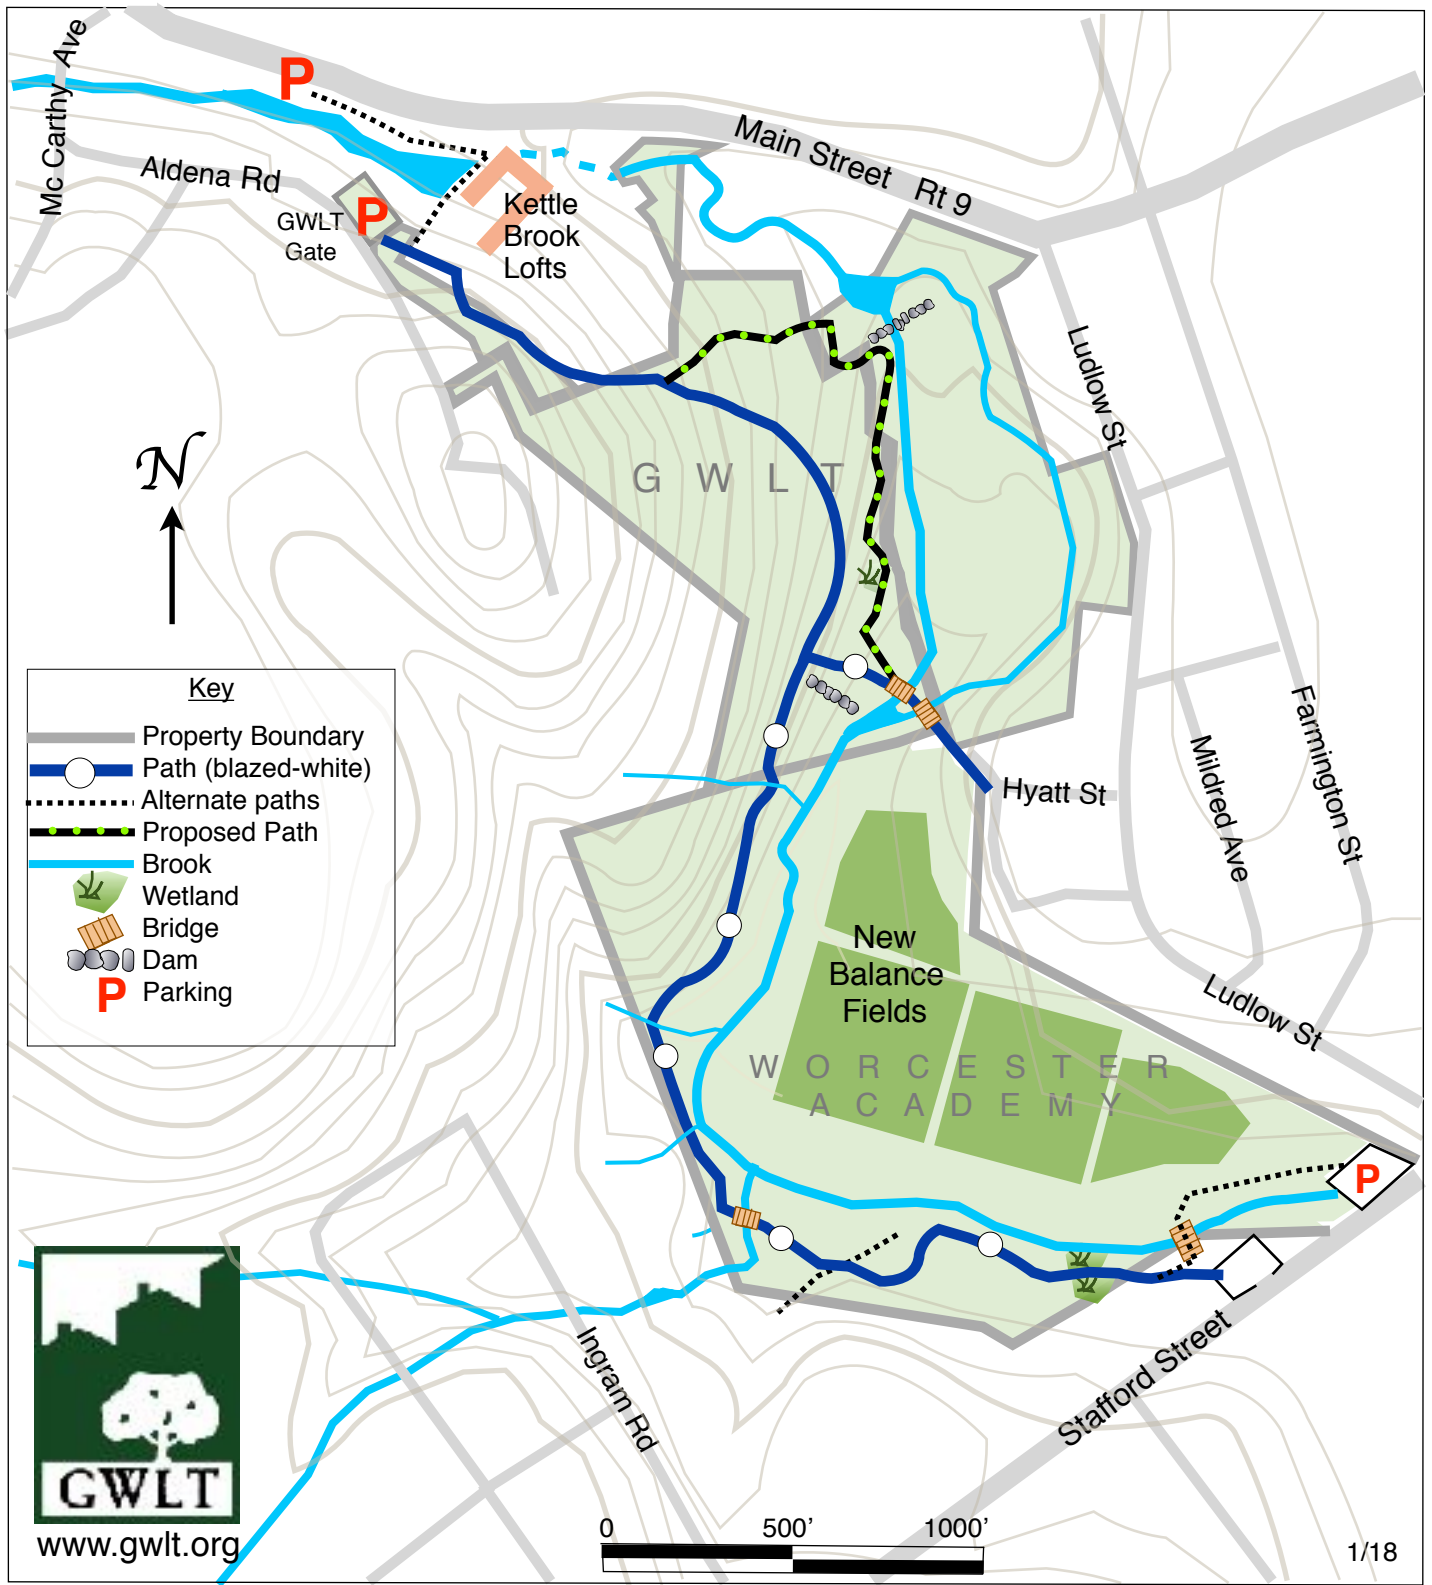 Mc Carthy Ave
P
Main Street Rt 9
Aldena Rd
GWLT
Gate
P
Kettle
Brook
Lofts
Ludlow St
N
G W L T
Key
Property Boundary
Path (blazed-white)
Alternate paths
Proposed Path
Brook
Wetland
Bridge
Dam
P Parking
Hyatt St
Mildred Ave
Farmington St
New
Balance
Fields
Ludlow St
W O R C E S T E R
A C A D E M Y
P
Stafford Street
Ingram Rd
GWLT
www.gwlt.org
0 500' 1000'
1/18